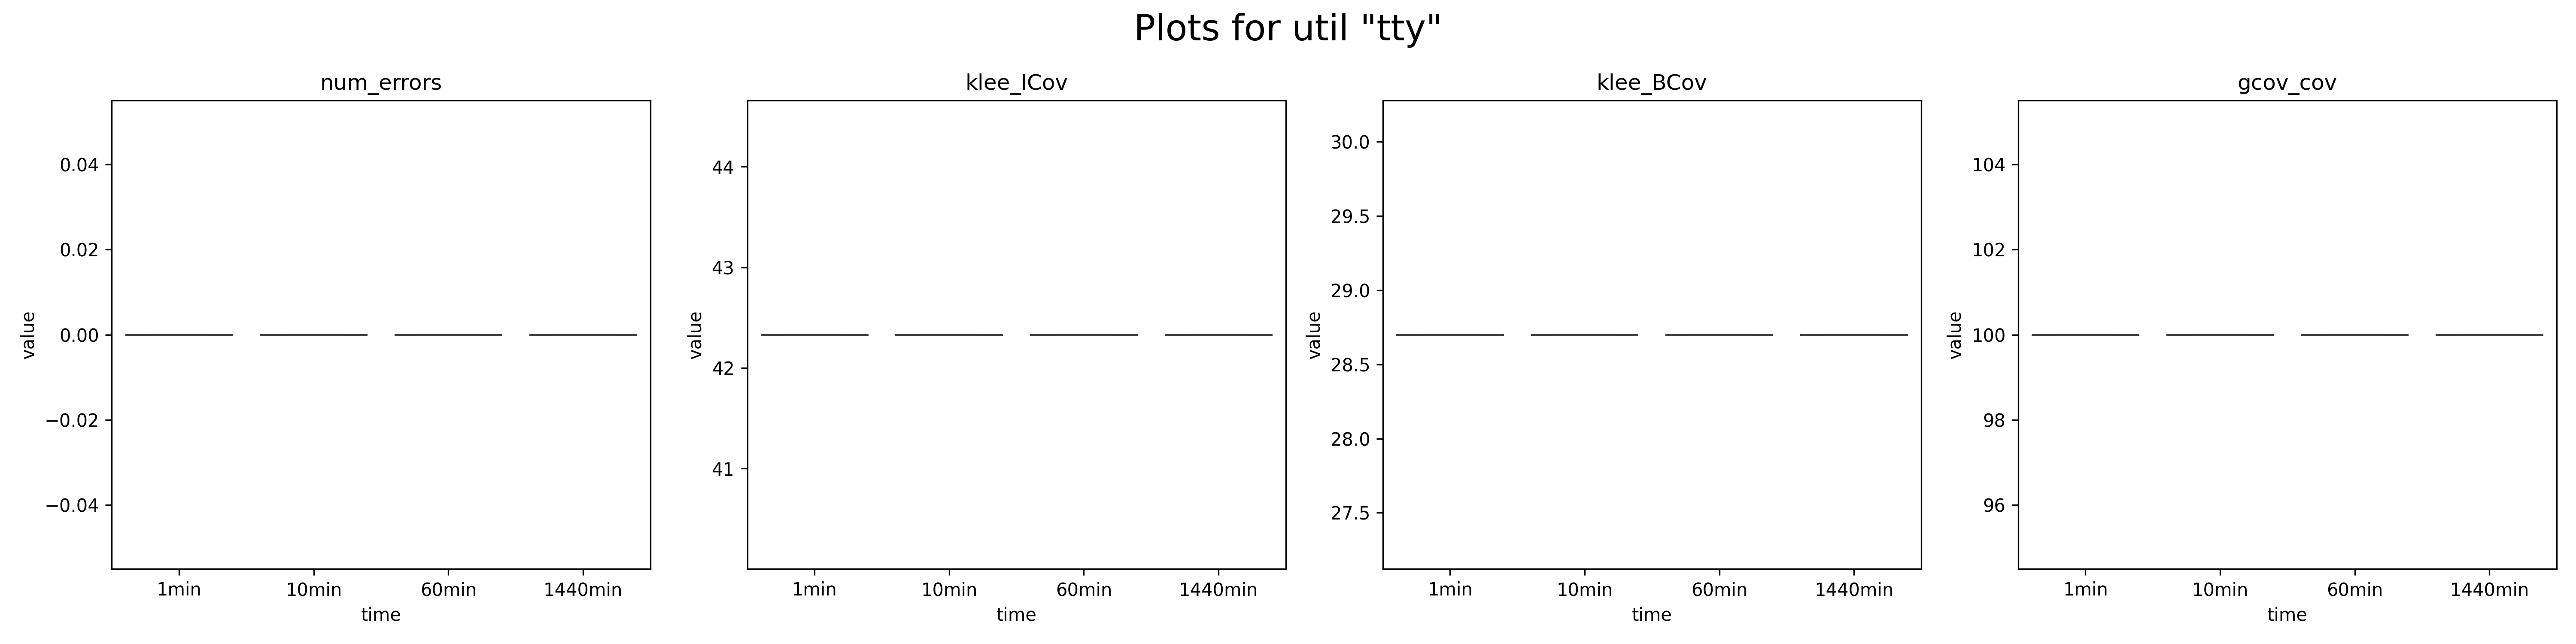 Plots for util "tty"
num_errors
0.04
0.02
0.00
−0.02
−0.04
value
1min 10min 60min 1440min
time
klee_ICov
44
43
42
41
value
1min 10min 60min 1440min
time
klee_BCov
30.0
29.5
29.0
28.5
28.0
27.5
value
1min 10min 60min 1440min
time
gcov_cov
104
102
100
98
96
value
1min 10min 60min 1440min
time